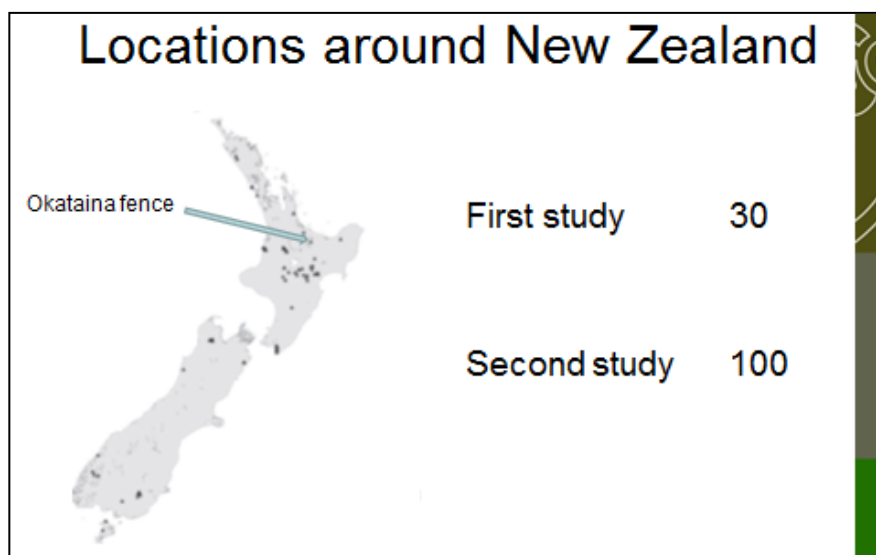 Locations around New Zealand
Okataina fence
First study 30
Second study 100